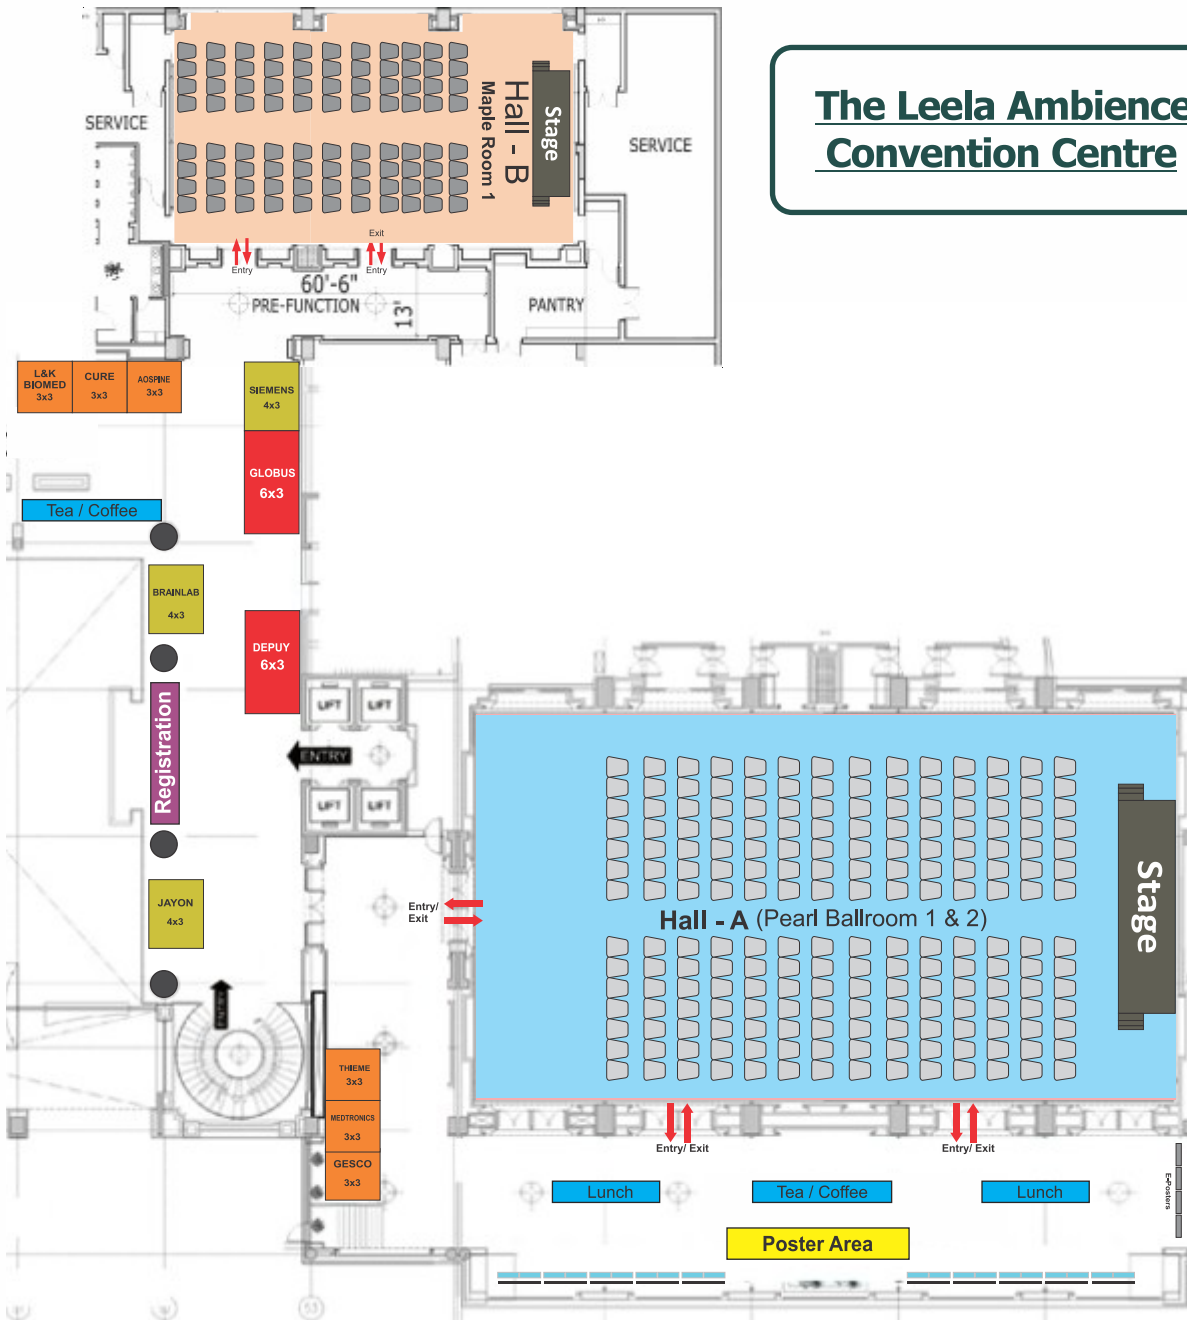 The Leela Ambience
Convention Centre
SERVICE
Hall - B
Maple Room 1
Stage
SERVICE
Exit
Entry
Entry
60'-6"
PRE-FUNCTION
13"
PANTRY
L&K
BIOMED
3x3
CURE
3x3
AOSPINE
3x3
SIEMENS
4x3
GLOBUS
6x3
Tea / Coffee
BRAINLAB
4x3
DEPUY
6x3
Registration
LIFT
LIFT
ENTRY
LIFT
LIFT
JAYON
4x3
ENTRY
Entry/
Exit
Hall - A (Pearl Ballroom 1 & 2)
Stage
THIEME
3x3
MEDTRONICS
3x3
GESCO
3x3
Entry/ Exit
Entry/ Exit
Lunch
Tea / Coffee
Lunch
E-Posters
Poster Area
53